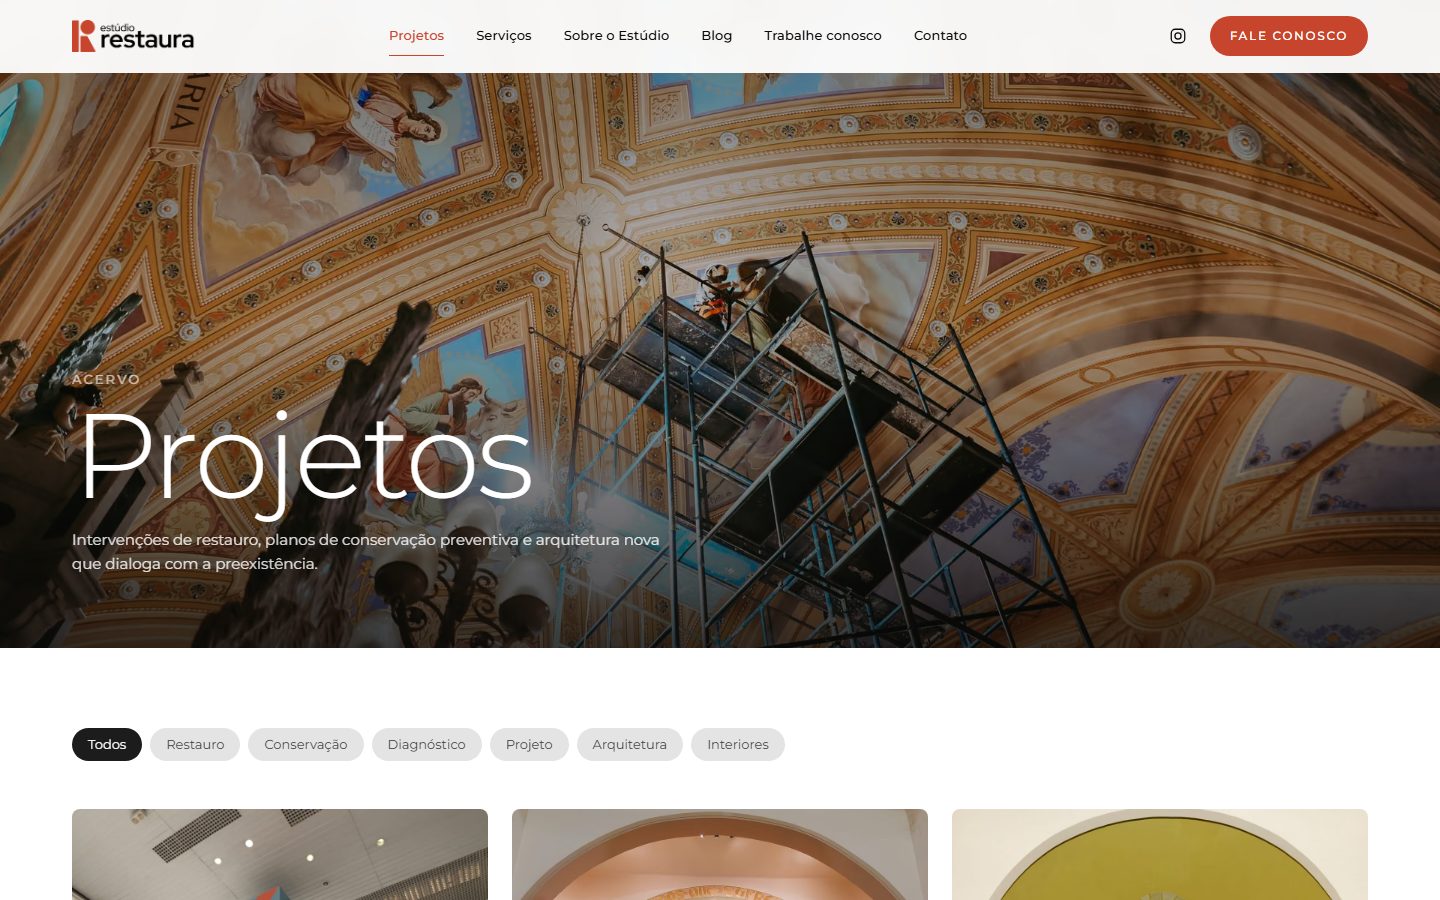 estúdio
restaura
Projetos
Serviços
Sobre o Estúdio
Blog
Trabalhe conosco
Contato
FALE CONOSCO
ARIA
ACERVO
Projetos
Intervenções de restauro, planos de conservação preventiva e arquitetura nova
que dialoga com a preexistência.
Todos
Restauro
Conservação
Diagnóstico
Projeto
Arquitetura
Interiores